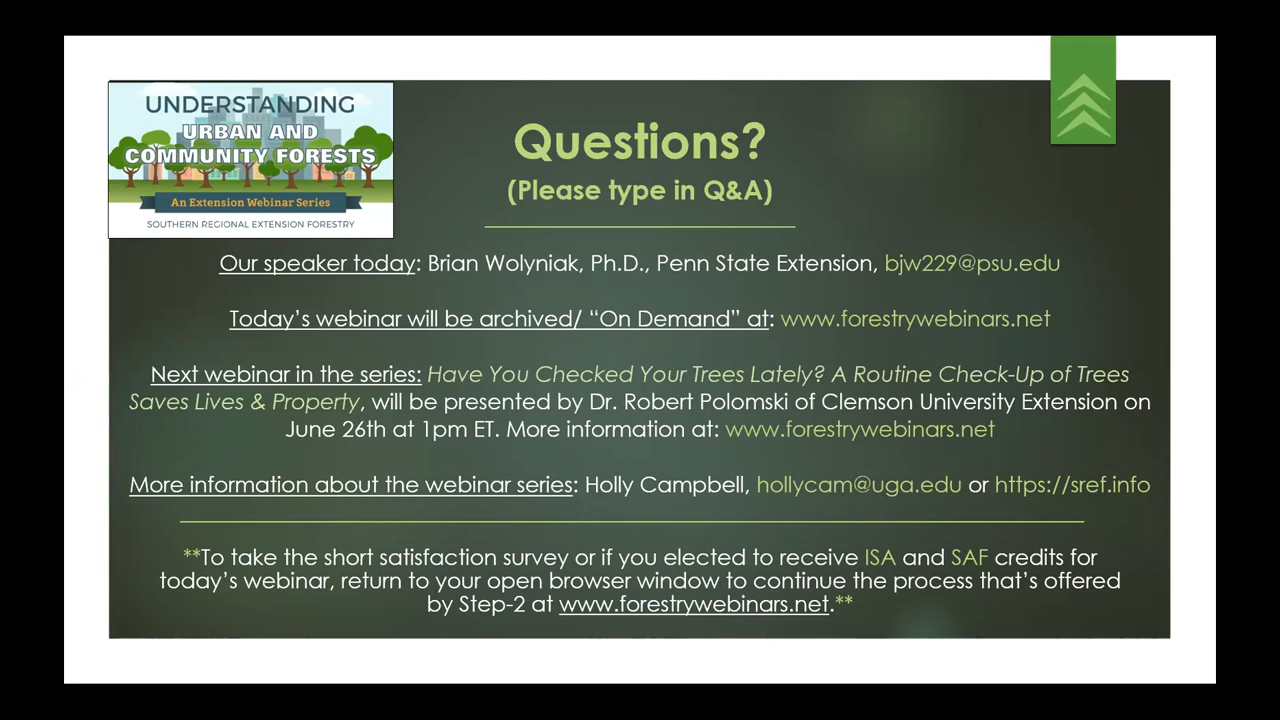 UNDERSTANDING
URBAN AND
COMMUNITY FORESTS
An Extension Webinar Series
SOUTHERN REGIONAL EXTENSION FORESTRY
Questions?
(Please type in Q&A)
Our speaker today: Brian Wolyniak, Ph.D., Penn State Extension, bjw229@psu.edu
Today’s webinar will be archived/ “On Demand” at: www.forestrywebinars.net
Next webinar in the series: Have You Checked Your Trees Lately? A Routine Check-Up of Trees
Saves Lives & Property, will be presented by Dr. Robert Polomski of Clemson University Extension on
June 26th at 1pm ET. More information at: www.forestrywebinars.net
More information about the webinar series: Holly Campbell, hollycam@uga.edu or https://sref.info
**To take the short satisfaction survey or if you elected to receive ISA and SAF credits for
today’s webinar, return to your open browser window to continue the process that’s offered
by Step-2 at www.forestrywebinars.net.**